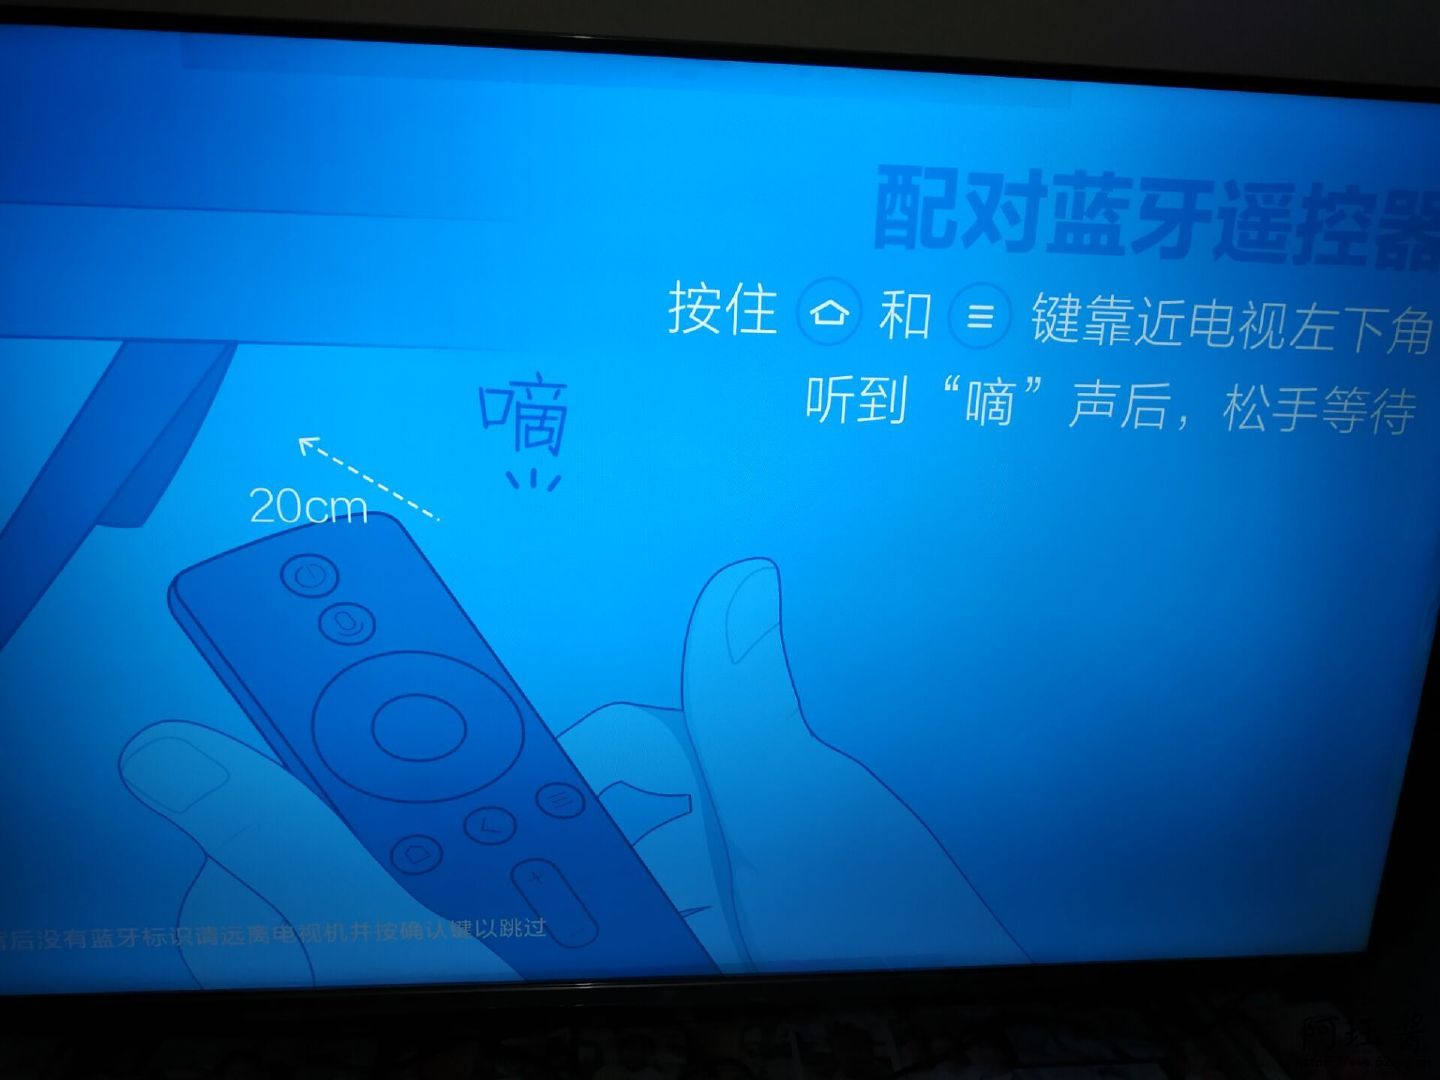 配对蓝牙遥控器
按住 和 键靠近电视左下角
听到“嘀”声后，松手等待
嘀
20cm
后没有蓝牙标识请远离电视机并按确认键以跳过